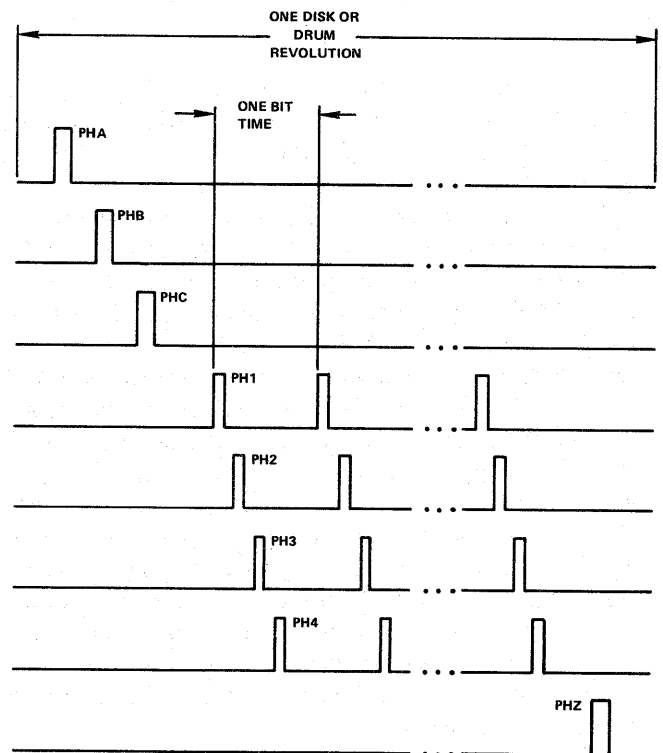 ONE DISK OR
DRUM
REVOLUTION
ONE BIT
TIME
PHA
PHB
PHC
PH1
PH2
PH3
PH4
PHZ